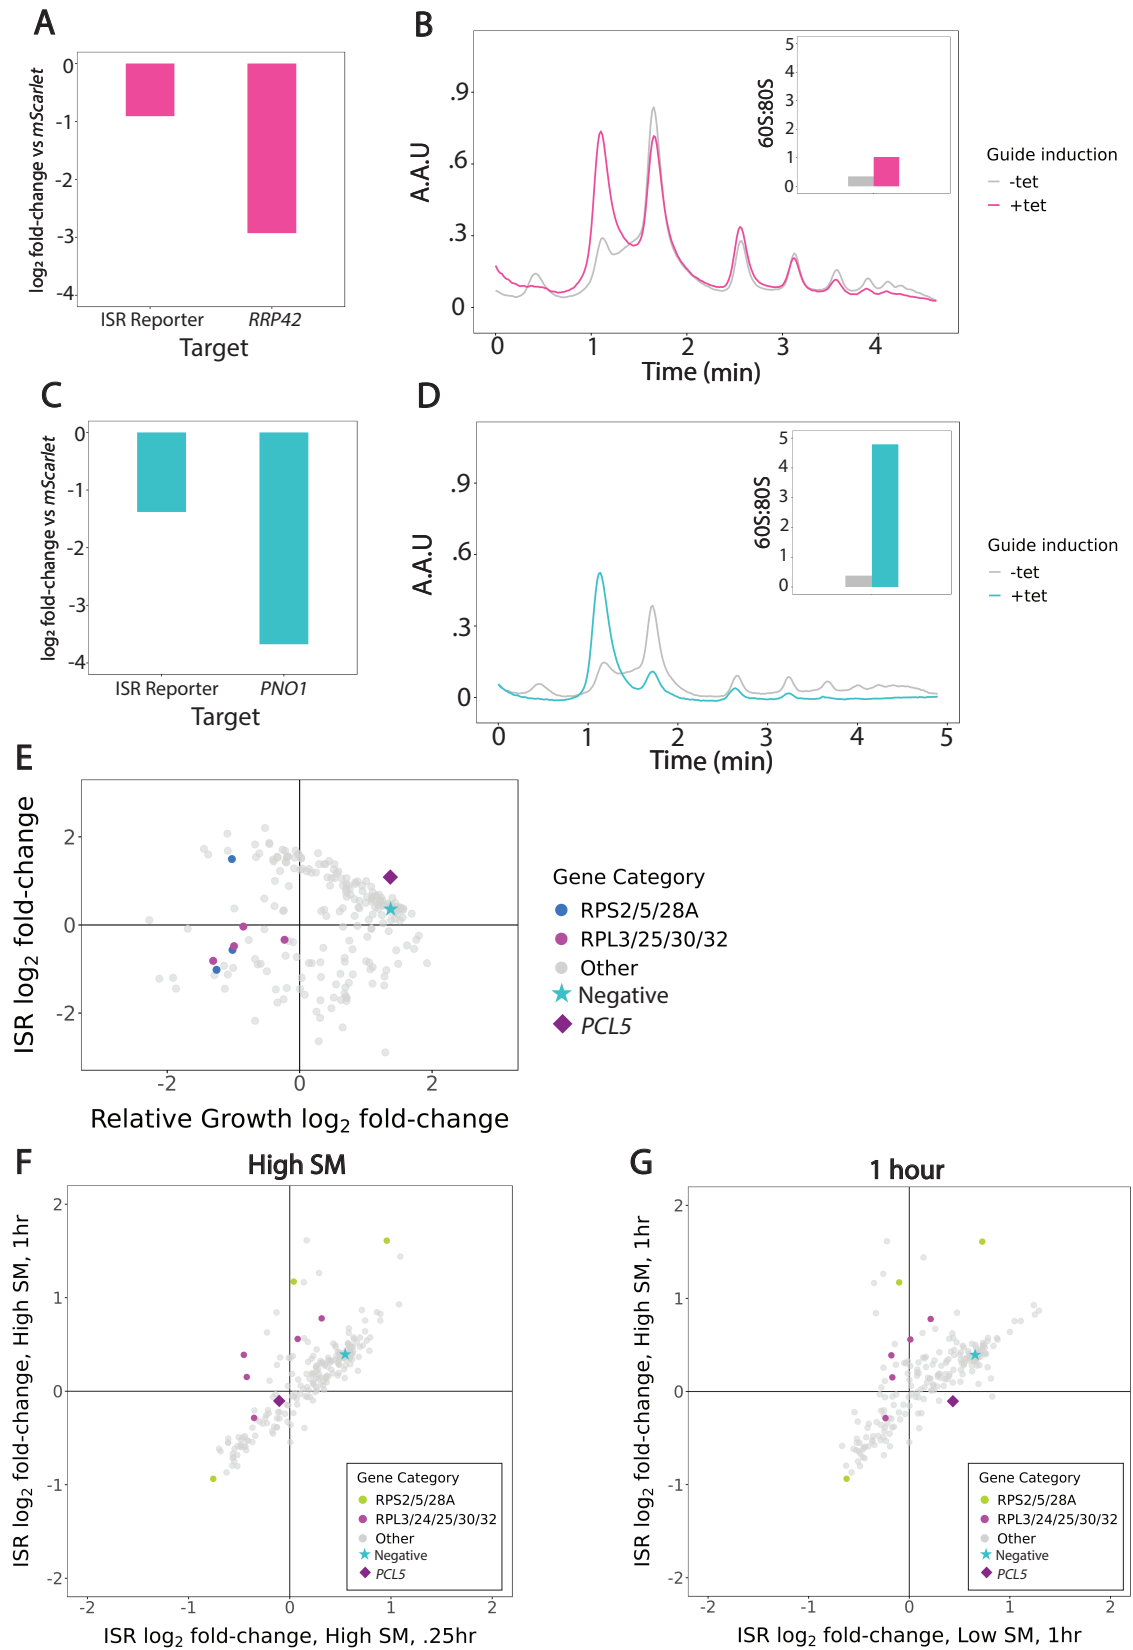 A
0
-1
-2
-3
-4
log2 fold-change vs mScarlet
ISR Reporter
RRP42
Target
B
.9
.6
.3
0
A.A.U
0
1
2
3
4
Time (min)
5
4
3
2
1
0
60S:80S
Guide induction
-tet
+tet
C
0
-1
-2
-3
-4
log2 fold-change vs mScarlet
ISR Reporter
PNO1
Target
D
.9
.6
.3
0
A.A.U
0
1
2
3
4
5
Time (min)
5
4
3
2
1
0
60S:80S
Guide induction
-tet
+tet
E
2
0
-2
ISR log2 fold-change
-2
0
2
Relative Growth log2 fold-change
Gene Category
RPS2/5/28A
RPL3/25/30/32
Other
Negative
PCL5
F
High SM
2
1
0
-1
-2
ISR log2 fold-change, High SM, 1hr
-2
-1
0
1
2
ISR log2 fold-change, High SM, .25hr
Gene Category
RPS2/5/28A
RPL3/24/25/30/32
Other
Negative
PCL5
G
1 hour
2
1
0
-1
-2
ISR log2 fold-change, High SM, 1hr
-2
-1
0
1
2
ISR log2 fold-change, Low SM, 1hr
Gene Category
RPS2/5/28A
RPL3/24/25/30/32
Other
Negative
PCL5